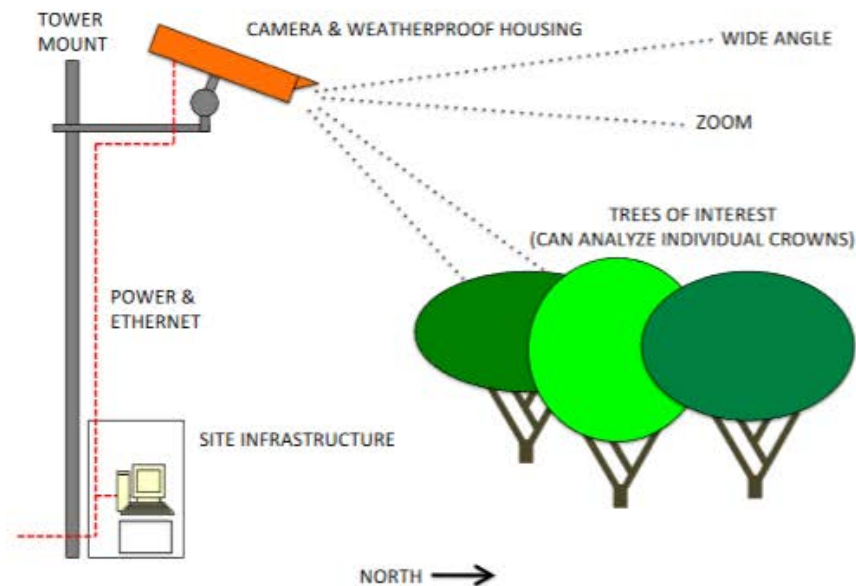 TOWER
MOUNT
CAMERA & WEATHERPROOF HOUSING
WIDE ANGLE
ZOOM
TREES OF INTEREST
(CAN ANALYZE INDIVIDUAL CROWNS)
POWER &
ETHERNET
SITE INFRASTRUCTURE
NORTH